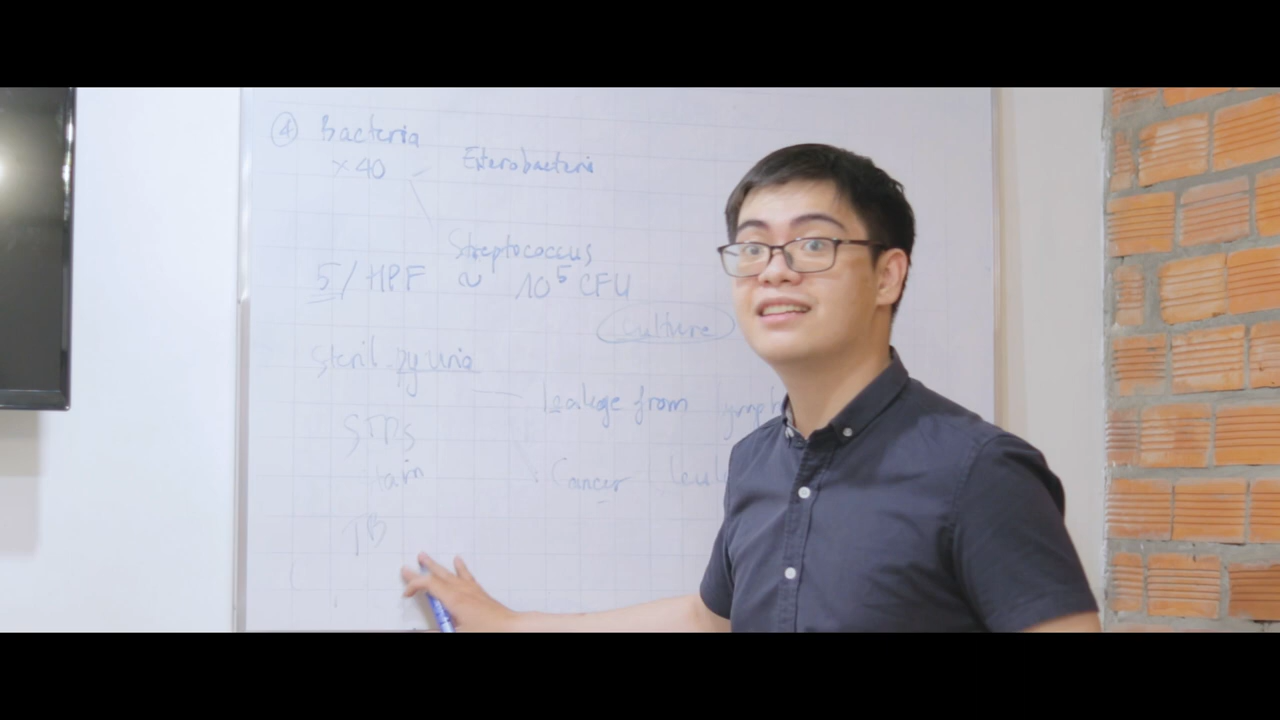 ④ Bacteria
×40
Enterobacteria
Streptococcus
5/HPF ~ 10⁵ CFU
Culture
Steril pyuria
Leakage from
STDs
Cancer
TB